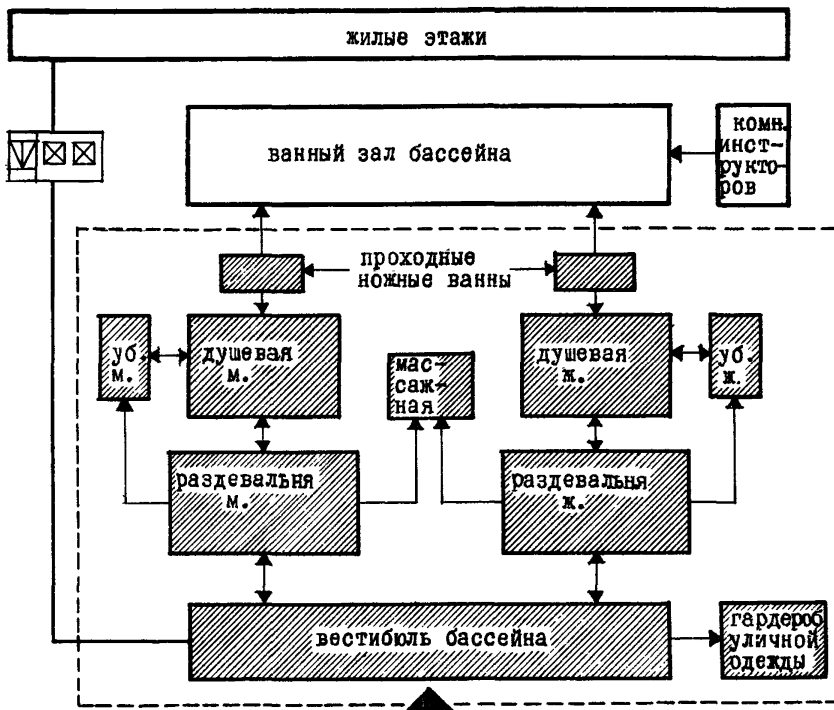 жилые этажи
ванный зал бассейна
комн.
инст-
рукто-
ров
проходные
ножные ванны
уб.
м.
душевая
м.
мас-
саж-
ная
душевая
ж.
уб.
ж.
раздевальня
м.
раздевальня
ж.
вестибюль бассейна
гардероб
уличной
одежды